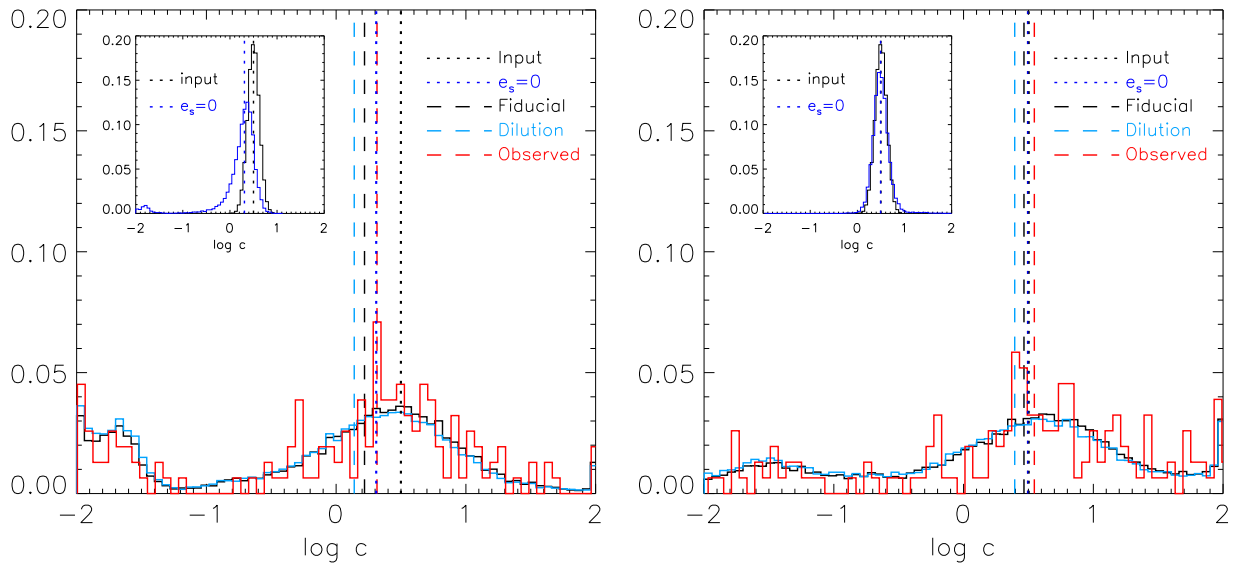 0.20
0.15
0.10
0.05
0.00
-2
-1
0
1
2
log c
Input
e_s=0
Fiducial
Dilution
Observed
0.20
0.15
0.10
0.05
0.00
-2
-1
0
1
2
log c
input
e_s=0
0.20
0.15
0.10
0.05
0.00
-2
-1
0
1
2
log c
Input
e_s=0
Fiducial
Dilution
Observed
0.20
0.15
0.10
0.05
0.00
-2
-1
0
1
2
log c
input
e_s=0